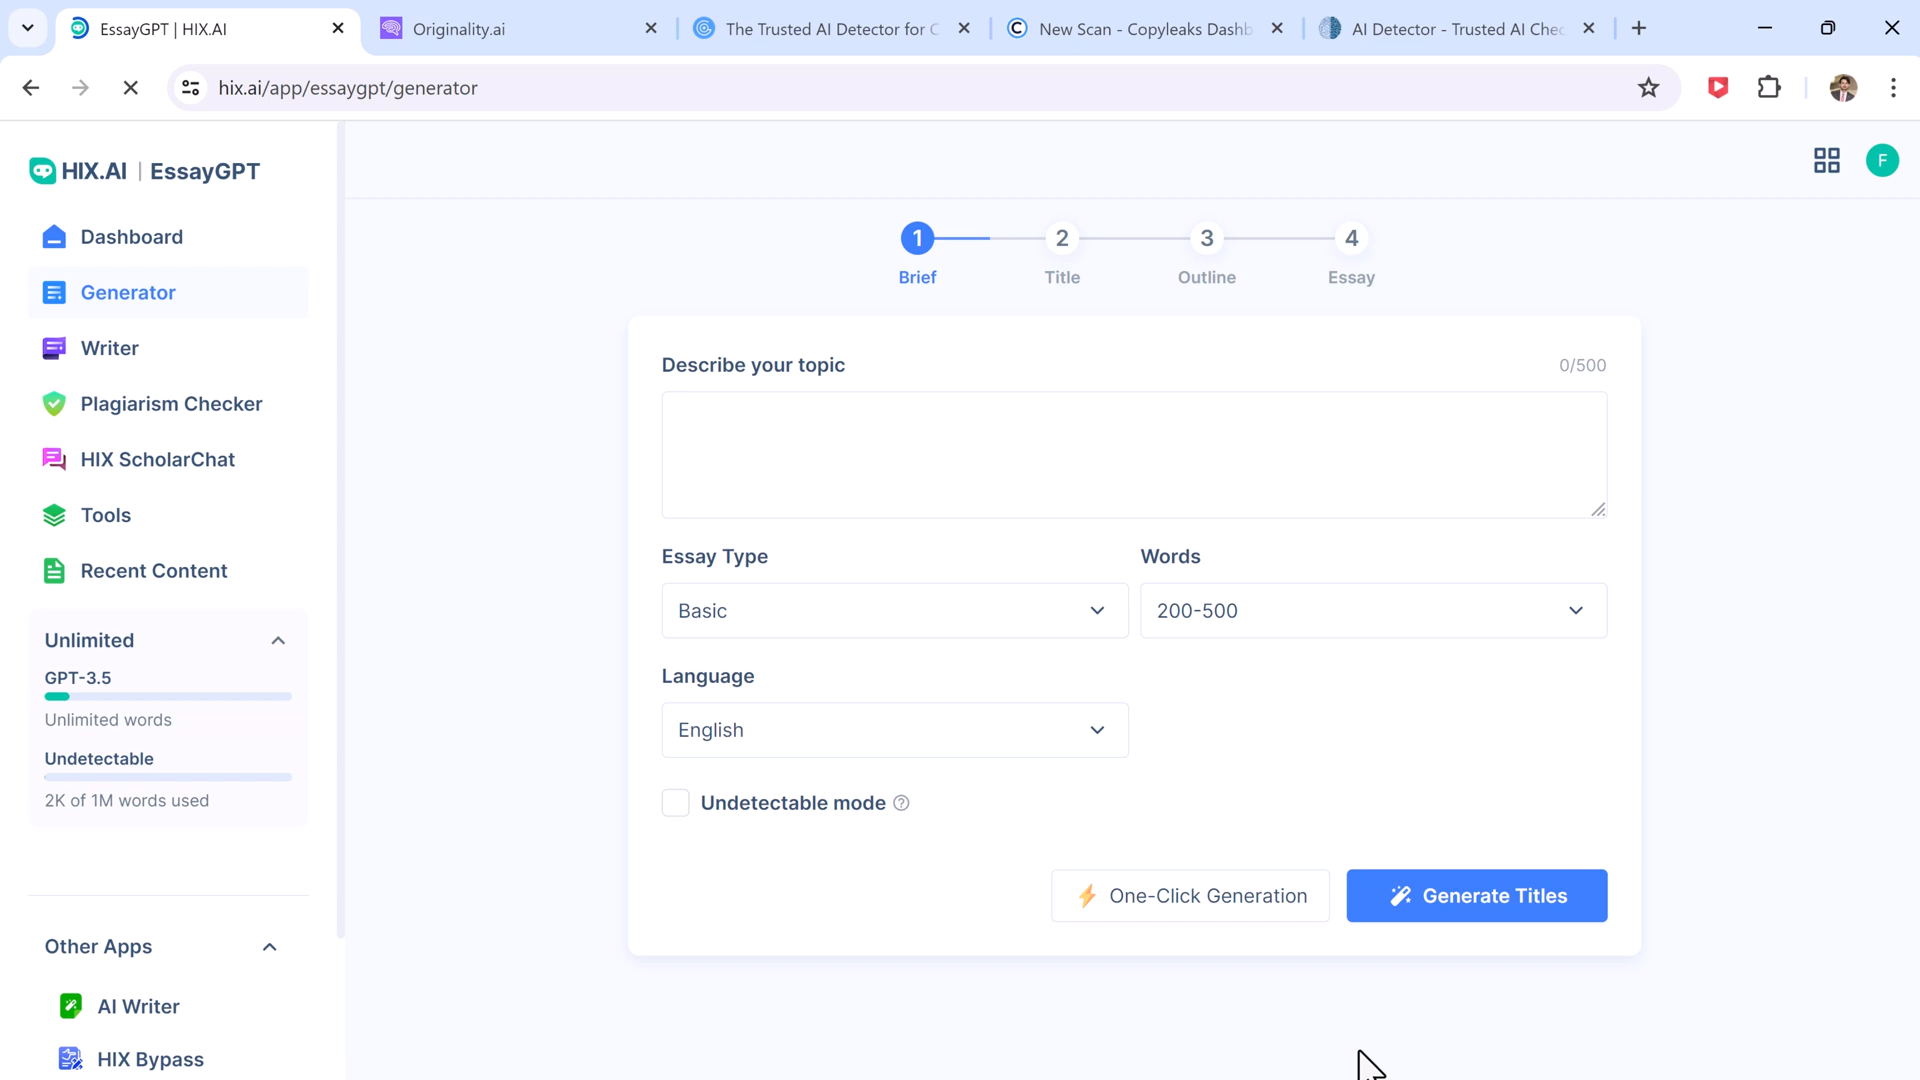 EssayGPT | HIX.AI
Originality.ai
The Trusted AI Detector for C
New Scan - Copyleaks Dashb
AI Detector - Trusted AI Chec
hix.ai/app/essaygpt/generator
HIX.AI | EssayGPT
F
Dashboard
Generator
Writer
Plagiarism Checker
HIX ScholarChat
Tools
Recent Content
Unlimited
GPT-3.5
Unlimited words
Undetectable
2K of 1M words used
Other Apps
AI Writer
HIX Bypass
1 2 3 4
Brief Title Outline Essay
Describe your topic 0/500
Essay Type Words
Basic 200-500
Language
English
Undetectable mode
One-Click Generation Generate Titles